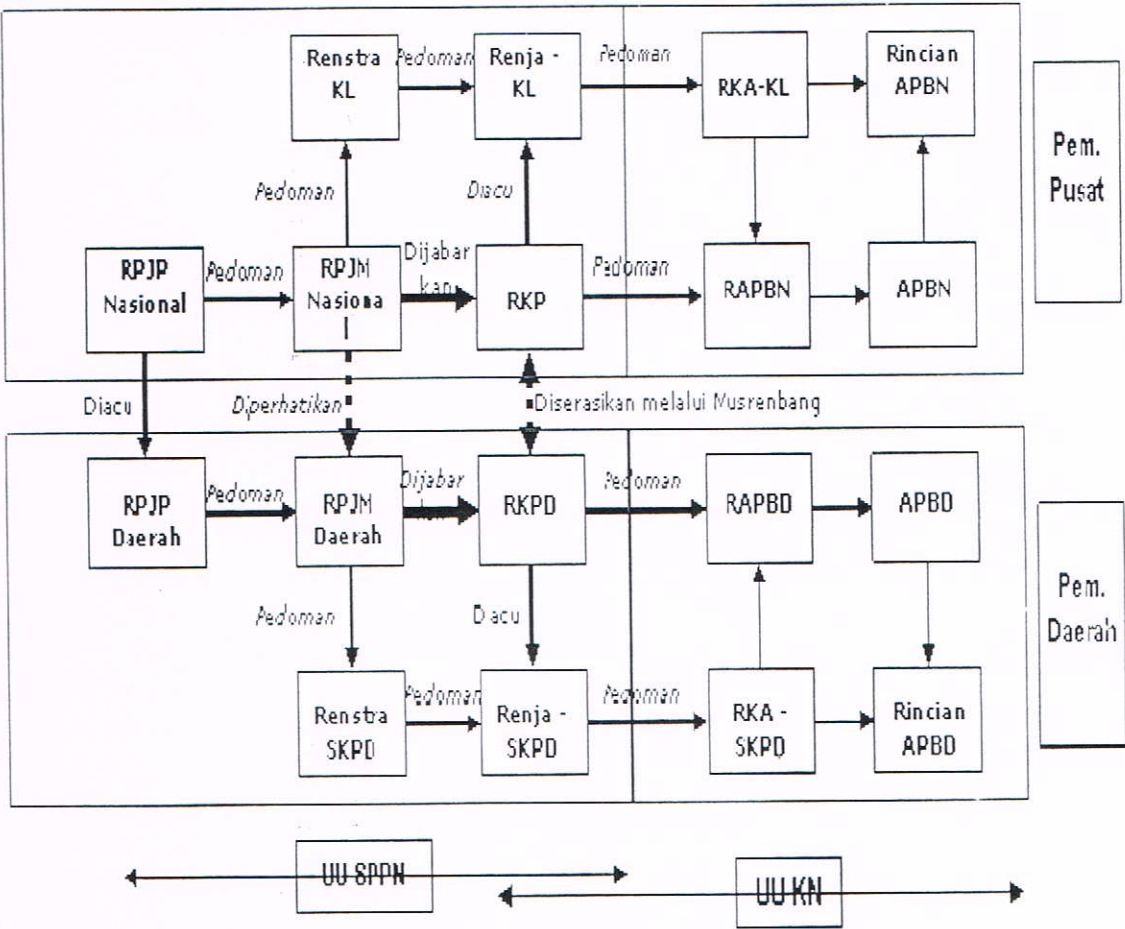 Renstra
KL
Pedoman
Renja -
KL
Pedoman
RKA-KL
Rincian
APBN
Pem.
Pusat
Pedoman
Diacu
RPJP
Nasional
Pedoman
RPJM
Nasiona
Dijabar
kan
RKP
Pedoman
RAPBN
APBN
Diacu
Diperhatikan
Diserasikan melalui Musrenbang
RPJP
Daerah
Pedoman
RPJM
Daerah
Dijabar
RKPD
Pedoman
RAPBD
APBD
Pem.
Daerah
Pedoman
Diacu
Renstra
SKPD
Pedoman
Renja -
SKPD
Pedoman
RKA -
SKPD
Rincian
APBD
UU SPPN
UU KN